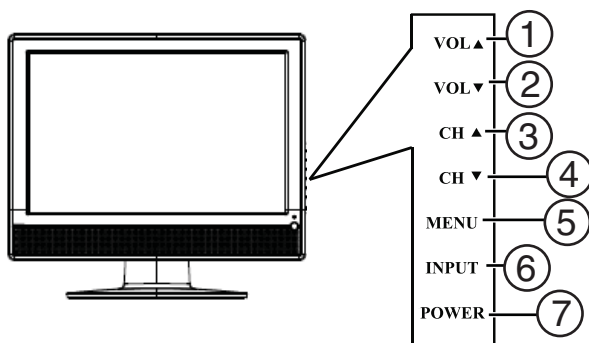 VOL▲ 1
VOL▼ 2
CH ▲ 3
CH ▼ 4
MENU 5
INPUT 6
POWER 7